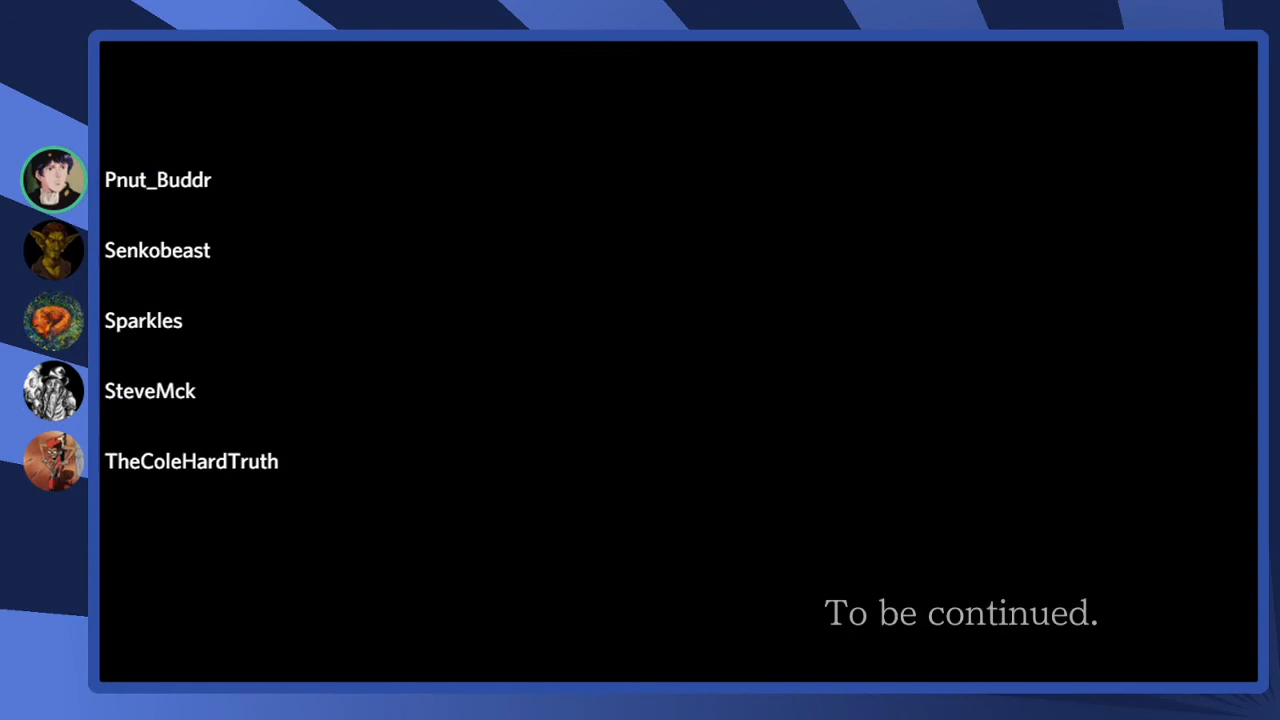 Pnut_Buddr
Senkobeast
Sparkles
SteveMck
TheColeHardTruth
To be continued.